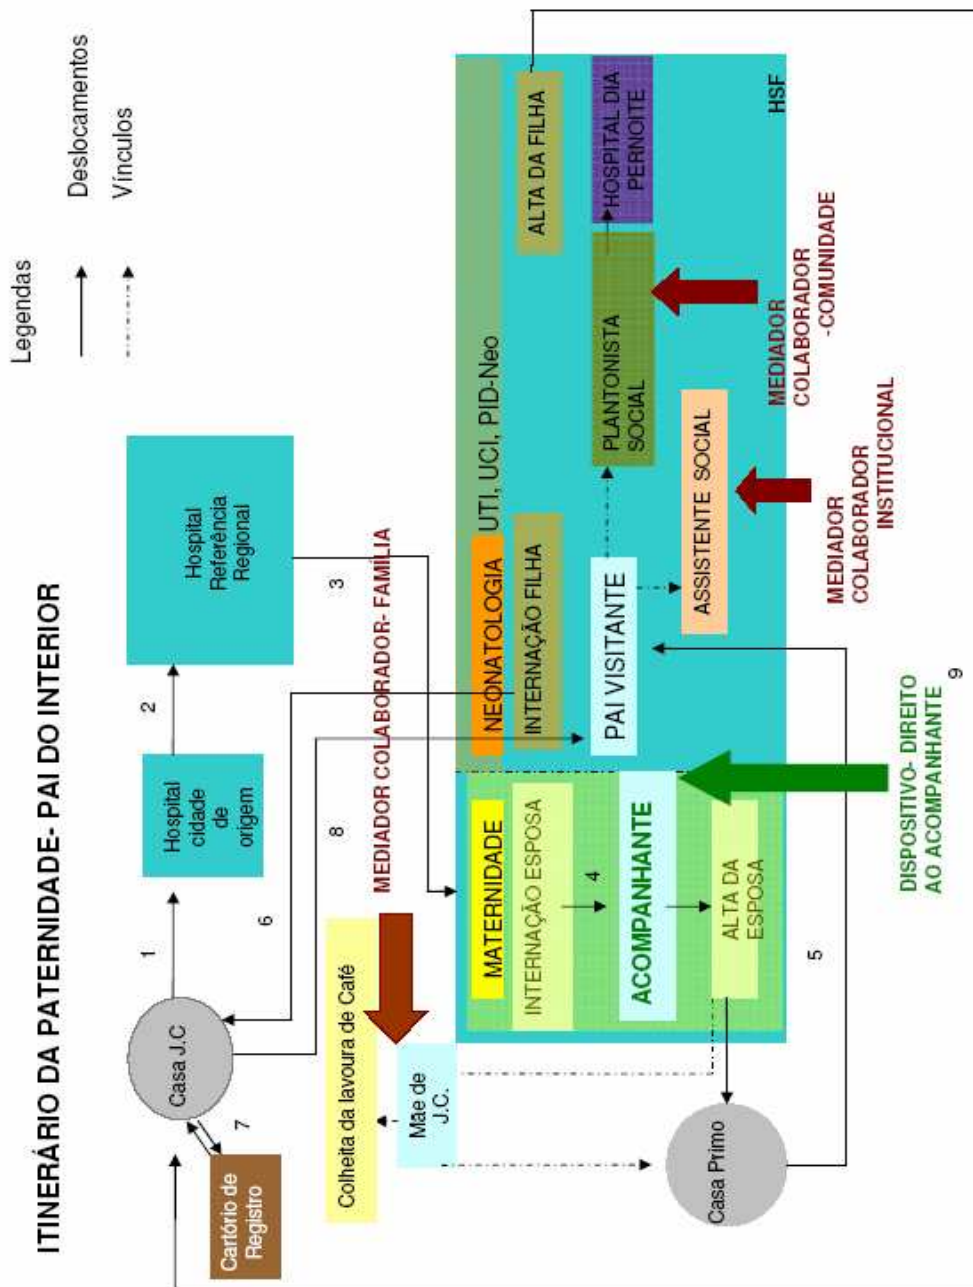 ITINERÁRIO DA PATERNIDADE- PAI DO INTERIOR
Legendas
Deslocamentos
Vínculos
Casa J.C
1
Hospital
cidade
de
origem
2
Hospital
Referência
Regional
3
7
Cartório de
Registro
6
8
Colheita da lavoura de Café
MEDIADOR COLABORADOR- FAMÍLIA
Mãe de
J.C.
MATERNIDADE
INTERNAÇÃO ESPOSA
4
ACOMPANHANTE
ALTA DA
ESPOSA
NEONATOLOGIA
UTI, UCI, PID-Neo
INTERNAÇÃO FILHA
ALTA DA FILHA
PAI VISITANTE
PLANTONISTA
SOCIAL
HOSPITAL DIA
PERNOITE
ASSISTENTE SOCIAL
HSF
Casa Primo
5
MEDIADOR
COLABORADOR
-COMUNIDADE
MEDIADOR
COLABORADOR
INSTITUCIONAL
DISPOSITIVO- DIREITO
AO ACOMPANHANTE
9